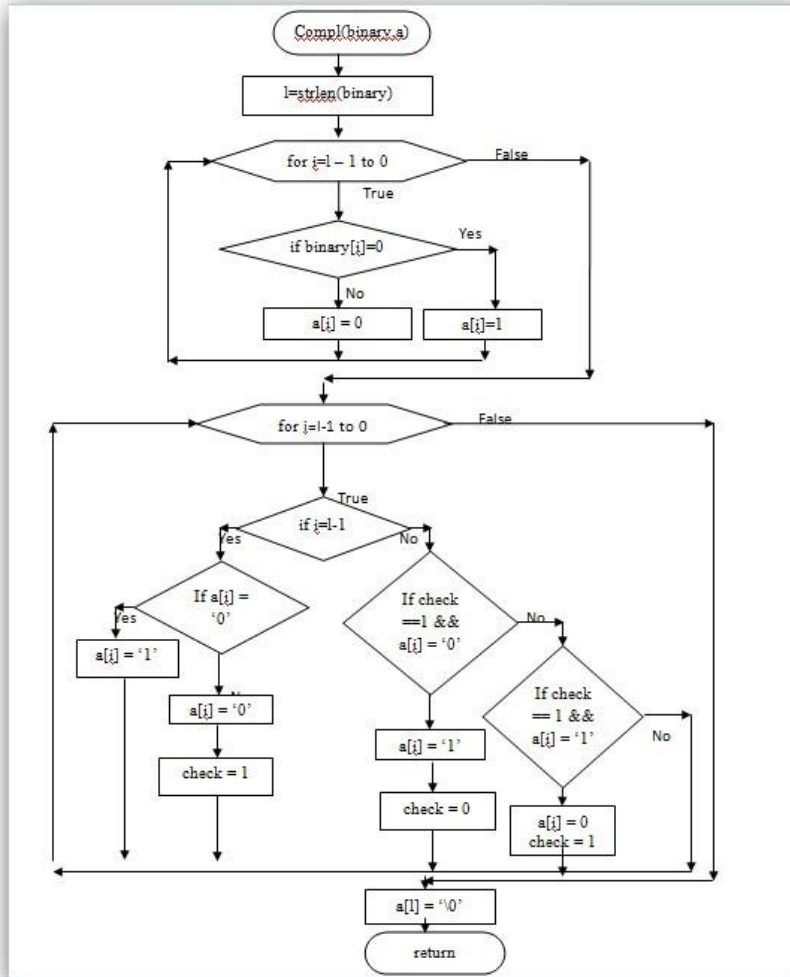 Compl(binary,a)
l=strlen(binary)
for i=l – 1 to 0
False
True
if binary[i]=0
Yes
No
a[i] = 0
a[i]=1
for i=l-1 to 0
False
True
if i=l-1
Yes
No
If a[i] =
‘0’
Yes
a[i] = ‘1’
a[i] = ‘0’
check = 1
If check
==1 &&
a[i] = ‘0’
No
a[i] = ‘1’
check = 0
If check
== 1 &&
a[i] = ‘1’
No
a[i] = 0
check = 1
a[l] = ‘\0’
return